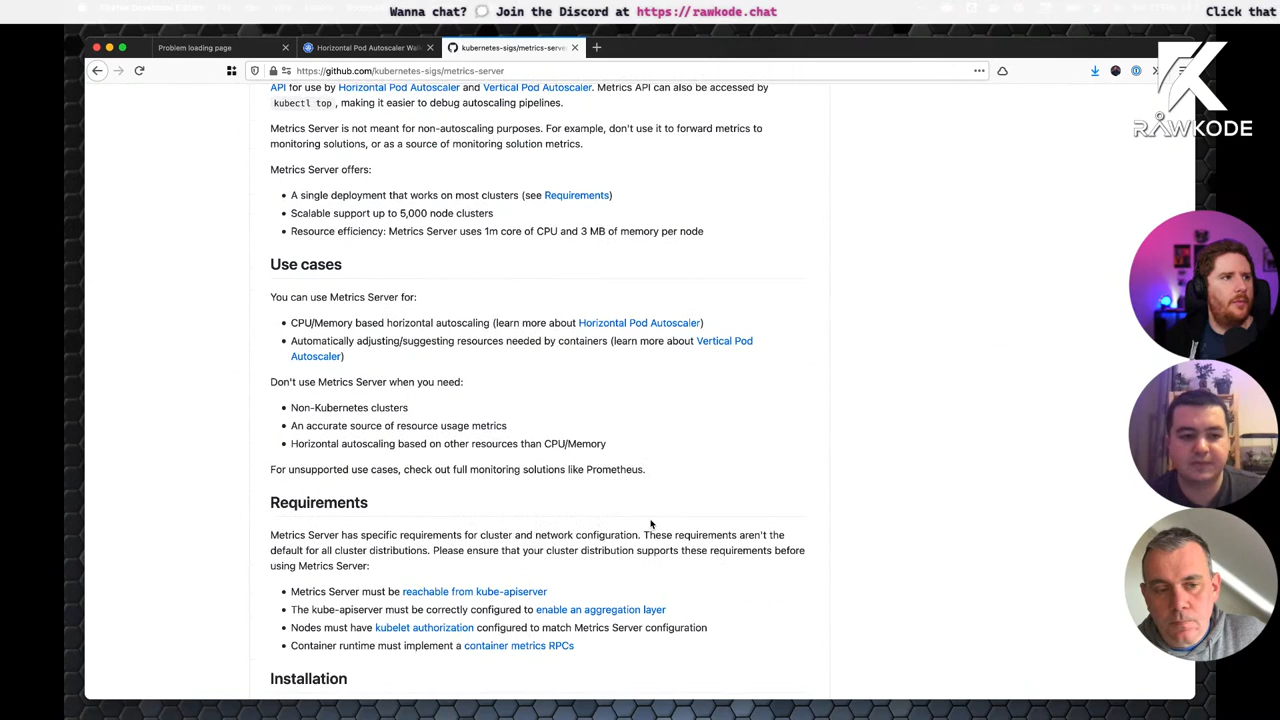 Wanna chat? 💬 Join the Discord at https://rawkode.chat
Click that
Problem loading page
Horizontal Pod Autoscaler Wal
kubernetes-sigs/metrics-serve
https://github.com/kubernetes-sigs/metrics-server
RAWKODE
API for use by Horizontal Pod Autoscaler and Vertical Pod Autoscaler. Metrics API can also be accessed by
kubectl top, making it easier to debug autoscaling pipelines.
Metrics Server is not meant for non-autoscaling purposes. For example, don't use it to forward metrics to
monitoring solutions, or as a source of monitoring solution metrics.
Metrics Server offers:
• A single deployment that works on most clusters (see Requirements)
• Scalable support up to 5,000 node clusters
• Resource efficiency: Metrics Server uses 1m core of CPU and 3 MB of memory per node
Use cases
You can use Metrics Server for:
• CPU/Memory based horizontal autoscaling (learn more about Horizontal Pod Autoscaler)
• Automatically adjusting/suggesting resources needed by containers (learn more about Vertical Pod
Autoscaler)
Don't use Metrics Server when you need:
• Non-Kubernetes clusters
• An accurate source of resource usage metrics
• Horizontal autoscaling based on other resources than CPU/Memory
For unsupported use cases, check out full monitoring solutions like Prometheus.
Requirements
Metrics Server has specific requirements for cluster and network configuration. These requirements aren't the
default for all cluster distributions. Please ensure that your cluster distribution supports these requirements before
using Metrics Server:
• Metrics Server must be reachable from kube-apiserver
• The kube-apiserver must be correctly configured to enable an aggregation layer
• Nodes must have kubelet authorization configured to match Metrics Server configuration
• Container runtime must implement a container metrics RPCs
Installation